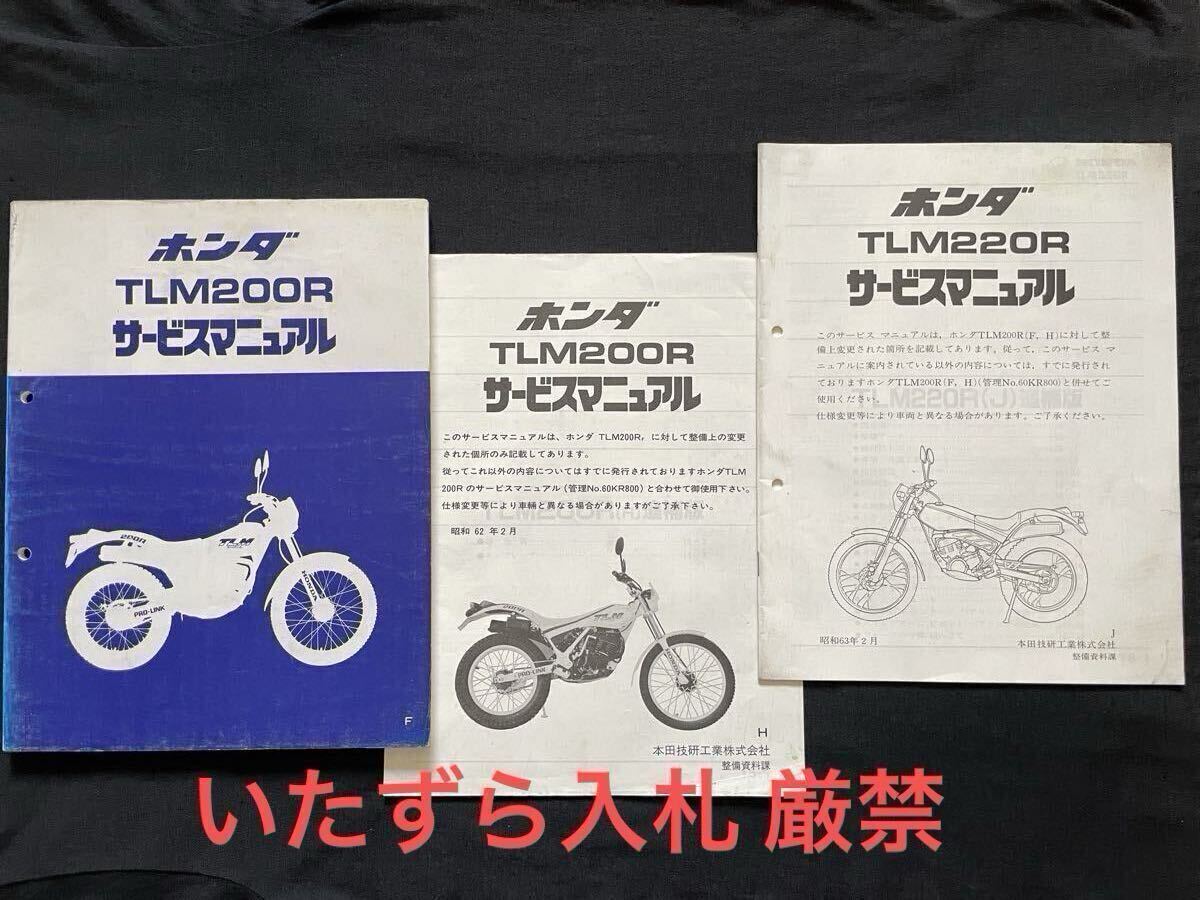 ホンダ
TLM200R
サービスマニュアル
200R
TLM
HONDA
PRO-LINK
F
ホンダ
TLM200R
サービスマニュアル
このサービスマニュアルは、ホンダ TLM200R, に対して整備上の変更
された個所のみ記載してあります。
従ってこれ以外の内容についてはすでに発行されておりますホンダTLM
200R のサービスマニュアル (管理No.60KR800) と合わせて御使用下さい。
仕様変更等により車輛と異なる場合がありますがご了承下さい。
TLM200R(H)追補版
昭和 62 年2月
200R
TLM
PRO-LINK
H
本田技研工業株式会社
整備資料課
ホンダ
TLM220R
サービスマニュアル
このサービス マニュアルは、ホンダTLM200R(F, H)に対して整
備上変更された個所を記載してあります。従って, このサービス マ
ニュアルに案内されている以外の内容については, すでに発行され
ておりますホンダTLM200R(F, H)(管理No.60KR800)と併せてご
使用ください。
TLM220R(J)追補版
仕様変更等により車両と異なる場合があります。ご了承ください。
昭和63年2月
J
本田技研工業株式会社
整備資料課
いたずら入札 厳禁